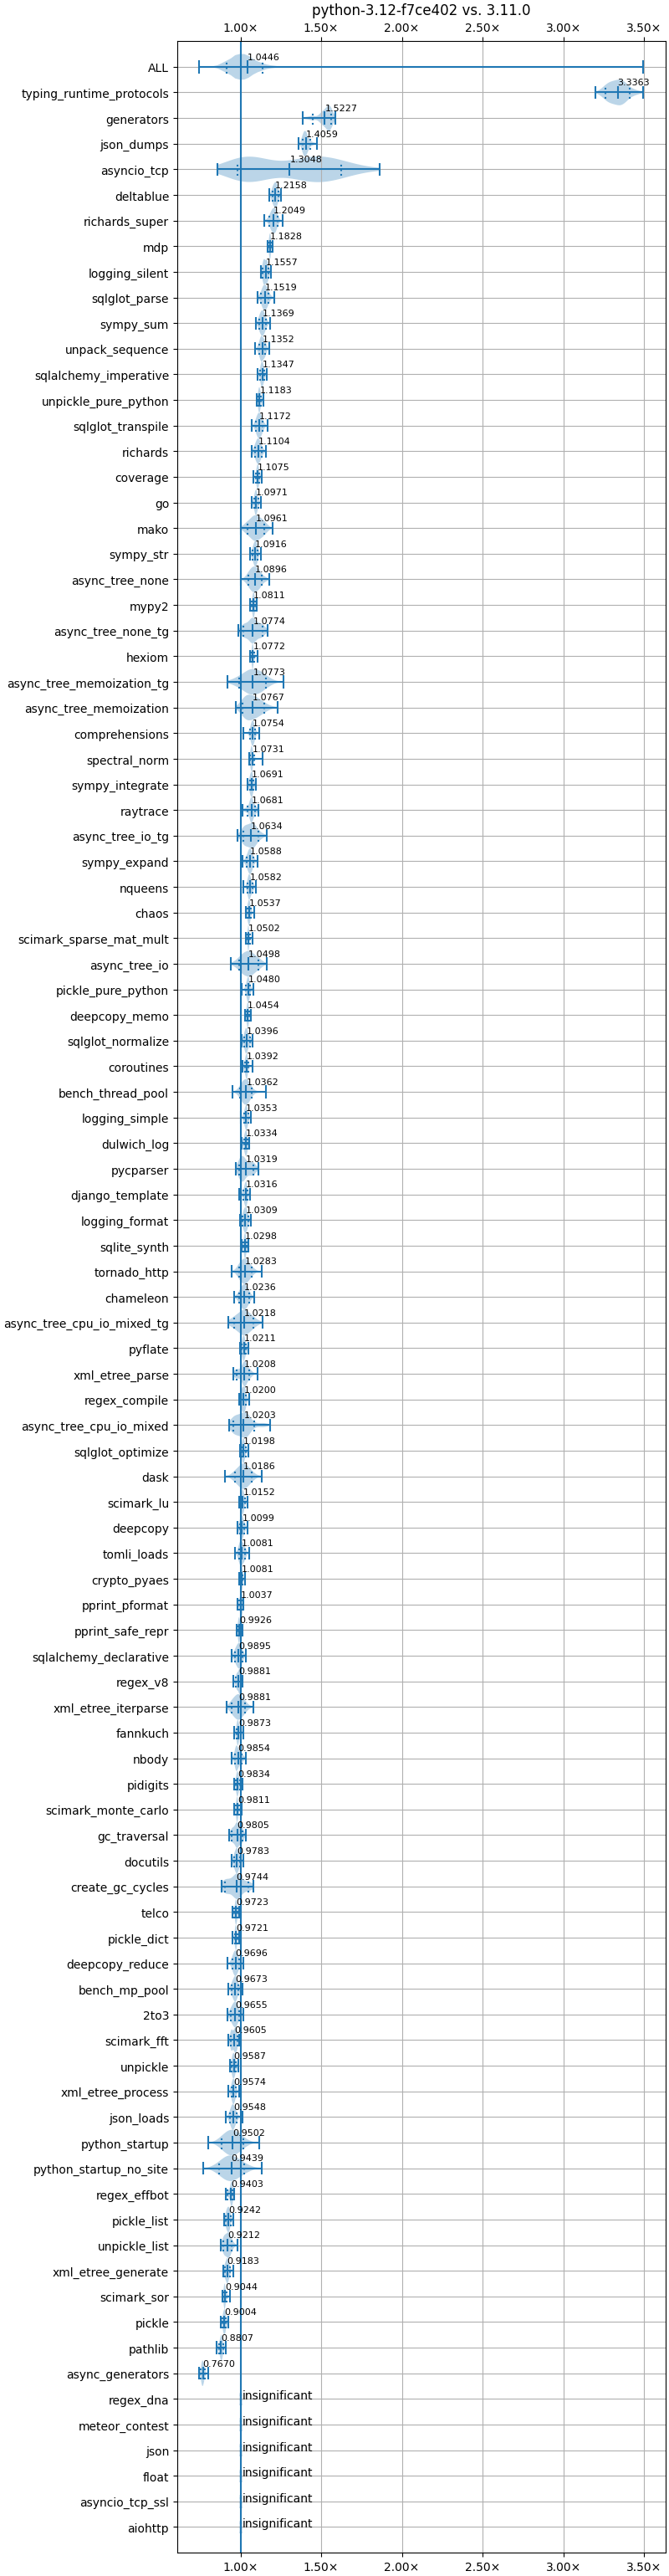 python-3.12-f7ce402 vs. 3.11.0
1.00× 1.50× 2.00× 2.50× 3.00× 3.50×
ALL 1.0446
typing_runtime_protocols 3.3363
generators 1.5227
json_dumps 1.4059
asyncio_tcp 1.3048
deltablue 1.2158
richards_super 1.2049
mdp 1.1828
logging_silent 1.1557
sqlglot_parse 1.1519
sympy_sum 1.1369
unpack_sequence 1.1352
sqlalchemy_imperative 1.1347
unpickle_pure_python 1.1183
sqlglot_transpile 1.1172
richards 1.1104
coverage 1.1075
go 1.0971
mako 1.0961
sympy_str 1.0916
async_tree_none 1.0896
mypy2 1.0811
async_tree_none_tg 1.0774
hexiom 1.0772
async_tree_memoization_tg 1.0773
async_tree_memoization 1.0767
comprehensions 1.0754
spectral_norm 1.0731
sympy_integrate 1.0691
raytrace 1.0681
async_tree_io_tg 1.0634
sympy_expand 1.0588
nqueens 1.0582
chaos 1.0537
scimark_sparse_mat_mult 1.0502
async_tree_io 1.0498
pickle_pure_python 1.0480
deepcopy_memo 1.0454
sqlglot_normalize 1.0396
coroutines 1.0392
bench_thread_pool 1.0362
logging_simple 1.0353
dulwich_log 1.0334
pycparser 1.0319
django_template 1.0316
logging_format 1.0309
sqlite_synth 1.0298
tornado_http 1.0283
chameleon 1.0236
async_tree_cpu_io_mixed_tg 1.0218
pyflate 1.0211
xml_etree_parse 1.0208
regex_compile 1.0200
async_tree_cpu_io_mixed 1.0203
sqlglot_optimize 1.0198
dask 1.0186
scimark_lu 1.0152
deepcopy 1.0099
tomli_loads 1.0081
crypto_pyaes 1.0081
pprint_pformat 1.0037
pprint_safe_repr 0.9926
sqlalchemy_declarative 0.9895
regex_v8 0.9881
xml_etree_iterparse 0.9881
fannkuch 0.9873
nbody 0.9854
pidigits 0.9834
scimark_monte_carlo 0.9811
gc_traversal 0.9805
docutils 0.9783
create_gc_cycles 0.9744
telco 0.9723
pickle_dict 0.9721
deepcopy_reduce 0.9696
bench_mp_pool 0.9673
2to3 0.9655
scimark_fft 0.9605
unpickle 0.9587
xml_etree_process 0.9574
json_loads 0.9548
python_startup 0.9502
python_startup_no_site 0.9439
regex_effbot 0.9403
pickle_list 0.9242
unpickle_list 0.9212
xml_etree_generate 0.9183
scimark_sor 0.9044
pickle 0.9004
pathlib 0.8807
async_generators 0.7670
regex_dna insignificant
meteor_contest insignificant
json insignificant
float insignificant
asyncio_tcp_ssl insignificant
aiohttp insignificant
1.00× 1.50× 2.00× 2.50× 3.00× 3.50×